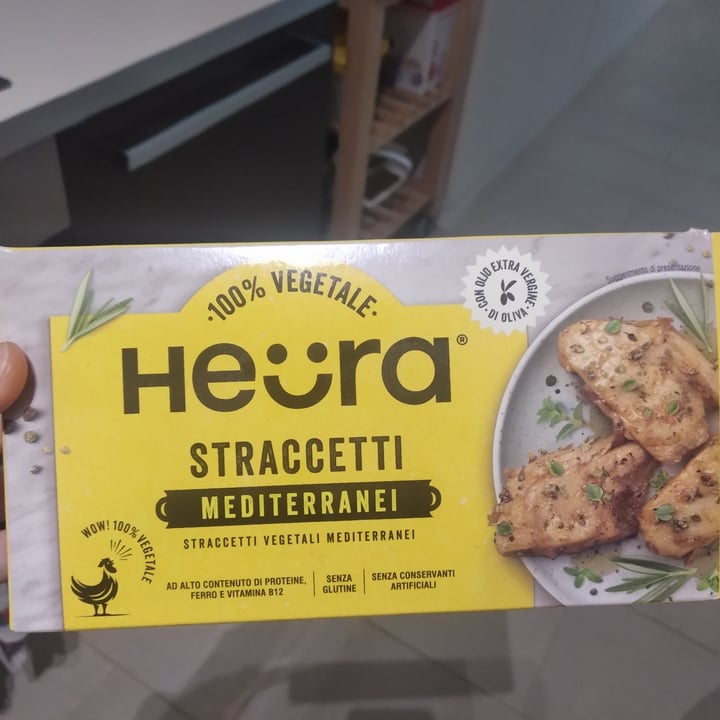 ·100% VEGETALE·
HEüra®
STRACCETTI
MEDITERRANEI
STRACCETTI VEGETALI MEDITERRANEI
WOW! 100% VEGETALE
AD ALTO CONTENUTO DI PROTEINE,
FERRO E VITAMINA B12
SENZA
GLUTINE
SENZA CONSERVANTI
ARTIFICIALI
·CON OLIO EXTRA VERGINE·
DI OLIVA
Suggerimento di presentazione